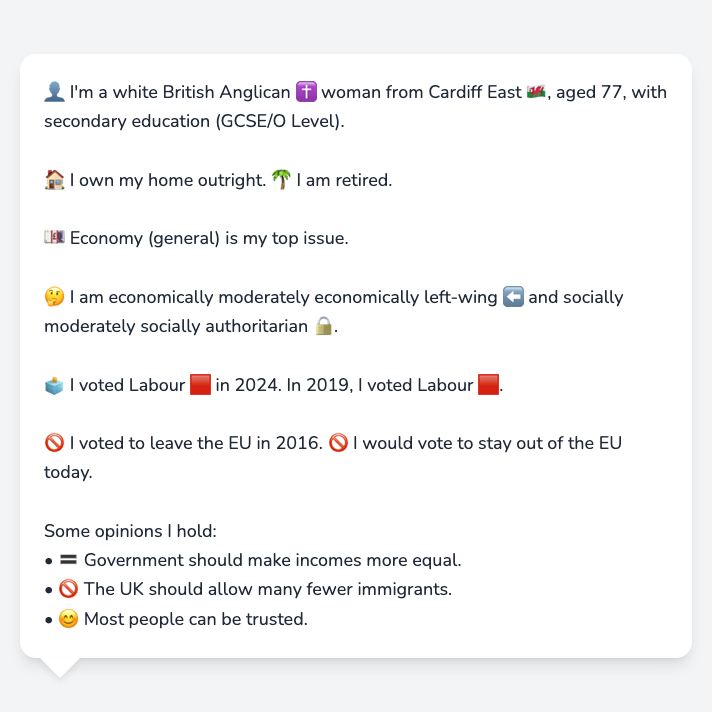 👤 I'm a white British Anglican ✝️ woman from Cardiff East 🏴󠁧󠁢󠁷󠁬󠁳󠁿, aged 77, with
secondary education (GCSE/O Level).
🏠 I own my home outright. 🌴 I am retired.
💷 Economy (general) is my top issue.
🤔 I am economically moderately economically left-wing ⬅️ and socially
moderately socially authoritarian 🔒.
🗳️ I voted Labour 🟥 in 2024. In 2019, I voted Labour 🟥.
🚫 I voted to leave the EU in 2016. 🚫 I would vote to stay out of the EU
today.
Some opinions I hold:
• 🟰 Government should make incomes more equal.
• 🚫 The UK should allow many fewer immigrants.
• 😊 Most people can be trusted.